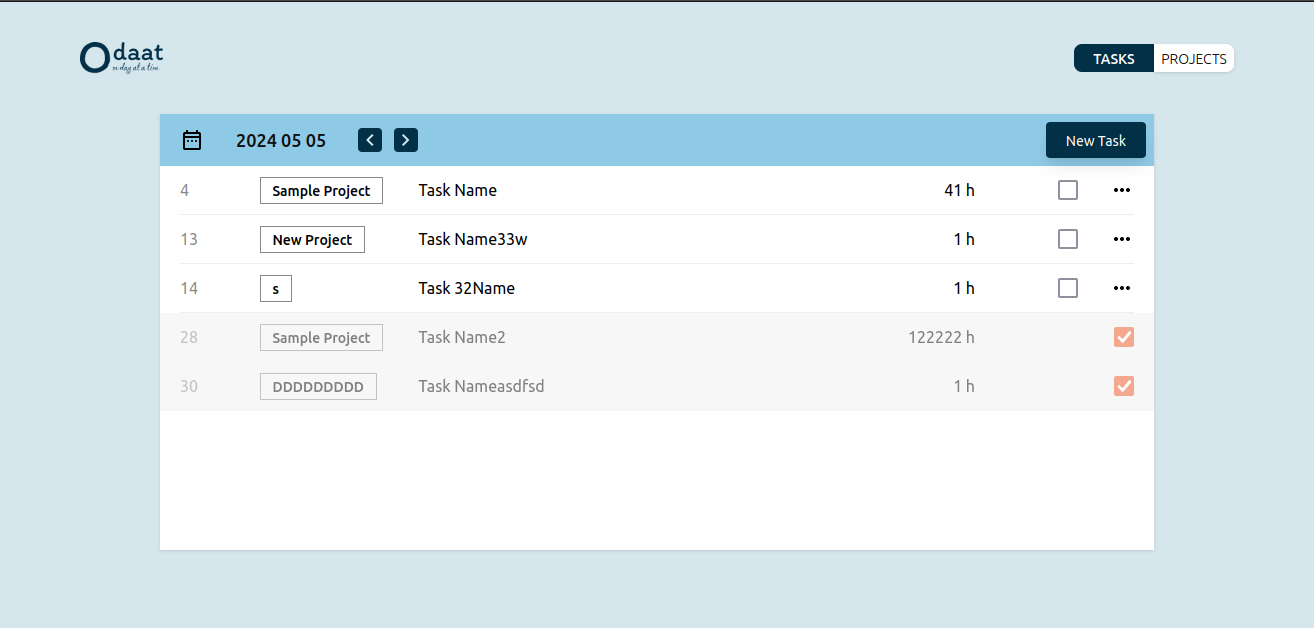 Odaat
on day at a time
TASKS PROJECTS
2024 05 05 New Task
4 Sample Project Task Name 41 h
13 New Project Task Name33w 1 h
14 s Task 32Name 1 h
28 Sample Project Task Name2 122222 h
30 DDDDDDDDD Task Nameasdfsd 1 h